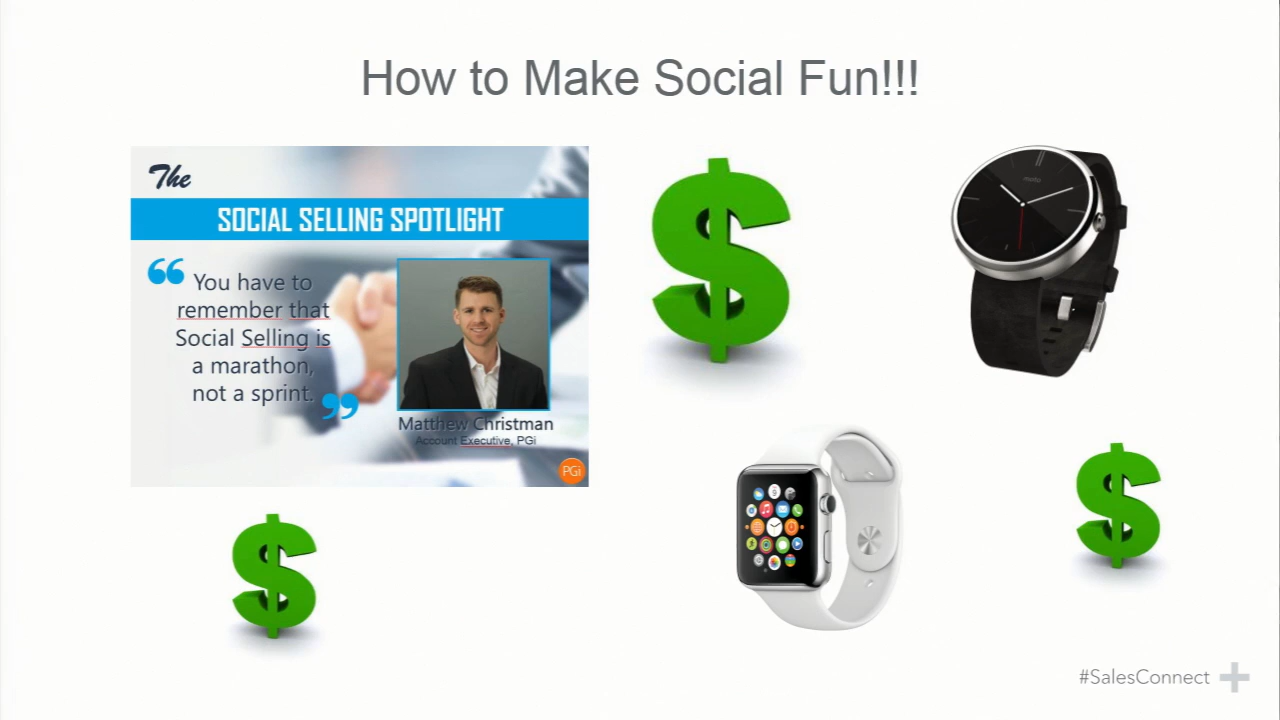 How to Make Social Fun!!!
The
SOCIAL SELLING SPOTLIGHT
“ You have to
remember that
Social Selling is
a marathon,
not a sprint. ”
Matthew Christman
Account Executive, PGi
PGi
moto
#SalesConnect